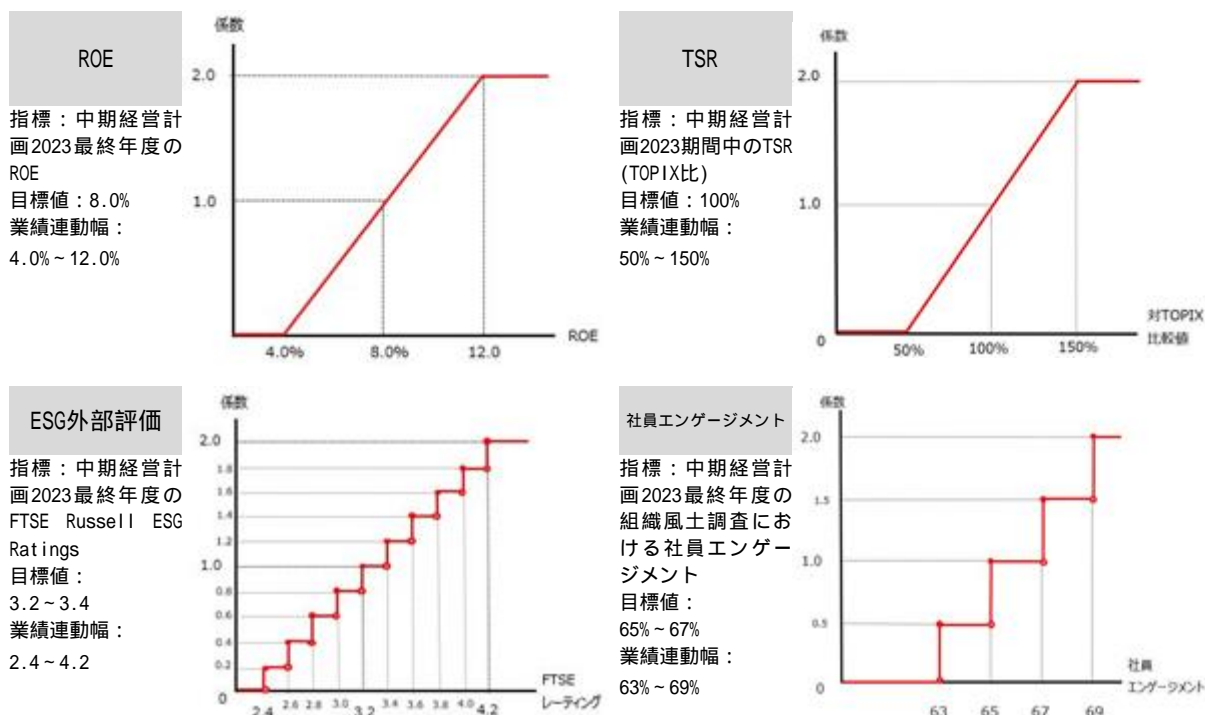 ROE
指標：中期経営計
画2023最終年度の
ROE
目標値：8.0%
業績連動幅：
4.0%~12.0%
係数
2.0
1.0
4.0%
8.0%
12.0
ROE
TSR
指標：中期経営計
画2023期間中のTSR
(TOPIX比)
目標値：100%
業績連動幅：
50%~150%
係数
2.0
1.0
0
50%
100%
150%
対TOPIX
比較値
ESG外部評価
指標：中期経営計
画2023最終年度の
FTSE Russell ESG
Ratings
目標値：
3.2~3.4
業績連動幅：
2.4~4.2
係数
2.0
1.8
1.6
1.4
1.2
1.0
0.8
0.6
0.4
0.2
0
2.4
2.6
2.8
3.0
3.2
3.4
3.6
3.8
4.0
4.2
FTSE
レーティング
社員エンゲージメント
指標：中期経営計
画2023最終年度の
組織風土調査にお
ける社員エンゲー
ジメント
目標値：
65%~67%
業績連動幅：
63%~69%
係数
2.0
1.5
1.0
0.5
0
63
65
67
69
社員
エンゲージメント